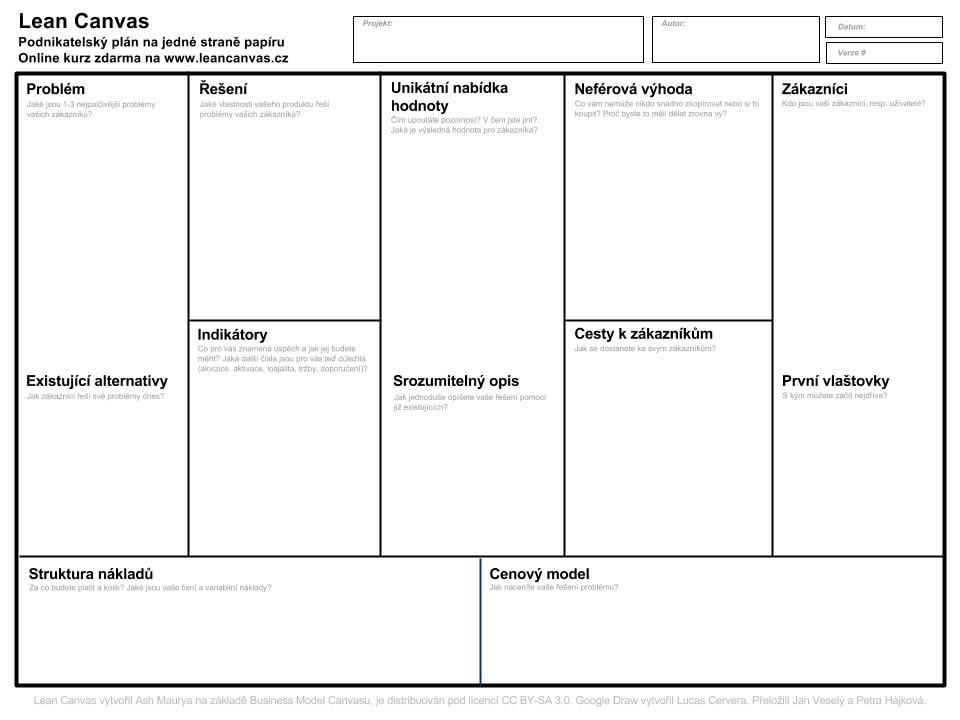 Lean Canvas
Podnikatelský plán na jedné straně papíru
Online kurz zdarma na www.leancanvas.cz
Projekt:
Autor:
Datum:
Verze #
Problém
Jaké jsou 1-3 nejpalčivější problémy
vašich zákazníků?
Existující alternativy
Jak zákazníci řeší své problémy dnes?
Řešení
Jaké vlastnosti vašeho produktu řeší
problémy vašich zákazníků?
Indikátory
Co pro vás znamená úspěch a jak jej budete
měřit? Jaká další čísla jsou pro vás teď důležitá
(akvizice, aktivace, loajalita, tržby, doporučení)?
Unikátní nabídka
hodnoty
Čím upoutáte pozornost? V čem jste jiní?
Jaká je výsledná hodnota pro zákazníka?
Srozumitelný opis
Jak jednoduše opíšete vaše řešení pomocí
již existujících?
Neférová výhoda
Co vám nemůže nikdo snadno zkopírovat nebo si to
koupit? Proč byste to měli dělat zrovna vy?
Cesty k zákazníkům
Jak se dostanete ke svým zákazníkům?
Zákazníci
Kdo jsou vaši zákazníci, resp. uživatelé?
První vlaštovky
S kým můžete začít nejdříve?
Struktura nákladů
Za co budete platit a kolik? Jaké jsou vaše fixní a variabilní náklady?
Cenový model
Jak naceníte vaše řešení problému?
Lean Canvas vytvořil Ash Maurya na základě Business Model Canvasu, je distribuován pod licencí CC BY-SA 3.0. Google Draw vytvořil Lucas Cervera. Přeložili Jan Veselý a Petra Hájková.